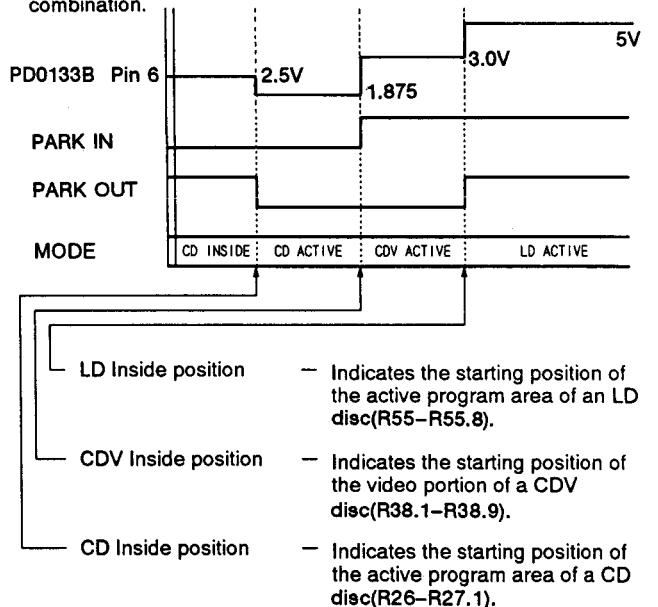 combination.
5V
3.0V
PD0133B Pin 6
2.5V
1.875
PARK IN
PARK OUT
MODE
CD INSIDE
CD ACTIVE
CDV ACTIVE
LD ACTIVE
LD Inside position – Indicates the starting position of
the active program area of an LD
disc(R55–R55.8).
CDV Inside position – Indicates the starting position of
the video portion of a CDV
disc(R38.1–R38.9).
CD Inside position – Indicates the starting position of
the active program area of a CD
disc(R26–R27.1).